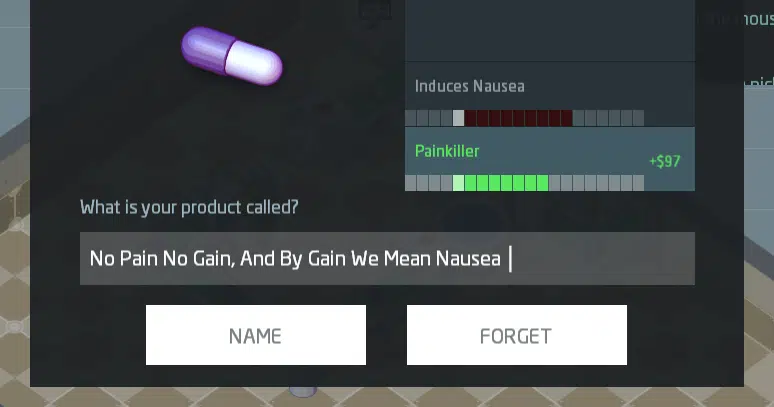 Induces Nausea
Painkiller
+$97
What is your product called?
No Pain No Gain, And By Gain We Mean Nausea
NAME
FORGET